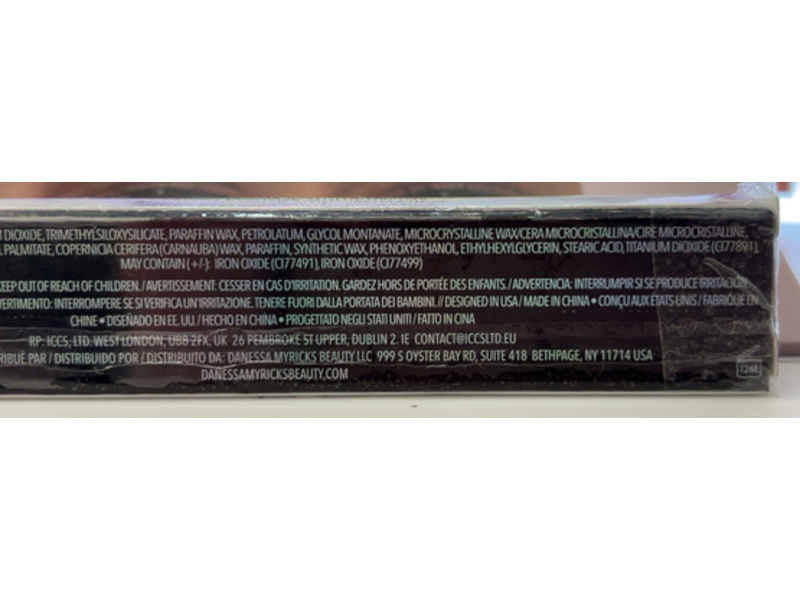 DIOXIDE, TRIMETHYLSILOXYSILICATE, PARAFFIN WAX, PETROLATUM, GLYCOL MONTANATE, MICROCRYSTALLINE WAX/CERA MICROCRISTALLINA/CIRE MICROCRISTALLINE,
PALMITATE, COPERNICIA CERIFERA (CARNAUBA) WAX, PARAFFIN, SYNTHETIC WAX, PHENOXYETHANOL, ETHYLHEXYLGLYCERIN, STEARIC ACID, TITANIUM DIOXIDE (CI77891)
MAY CONTAIN (+/-): IRON OXIDE (CI77491), IRON OXIDE (CI77499)
KEEP OUT OF REACH OF CHILDREN. / AVERTISSEMENT: CESSER EN CAS D'IRRITATION. GARDEZ HORS DE PORTÉE DES ENFANTS. / ADVERTENCIA: INTERRUMPIR SI SE PRODUCE IRRITACIÓN
VERTIMENTO: INTERROMPERE SE SI VERIFICA UN'IRRITAZIONE. TENERE FUORI DALLA PORTATA DEI BAMBINI. // DESIGNED IN USA / MADE IN CHINA • CONÇU AUX ÉTATS-UNIS / FABRIQUÉ EN
CHINE • DISEÑADO EN EE. UU. / HECHO EN CHINA • PROGETTATO NEGLI STATI UNITI / FATTO IN CINA
RP: ICCS, LTD. WEST LONDON, UB8 2FX, UK 26 PEMBROKE ST UPPER, DUBLIN 2. IE CONTACT@ICCSLTD.EU
RIBUÉ PAR / DISTRIBUIDO POR / DISTRIBUITO DA: DANESSA MYRICKS BEAUTY LLC 999 S OYSTER BAY RD, SUITE 418 BETHPAGE, NY 11714 USA
DANESSAMYRICKSBEAUTY.COM
12M